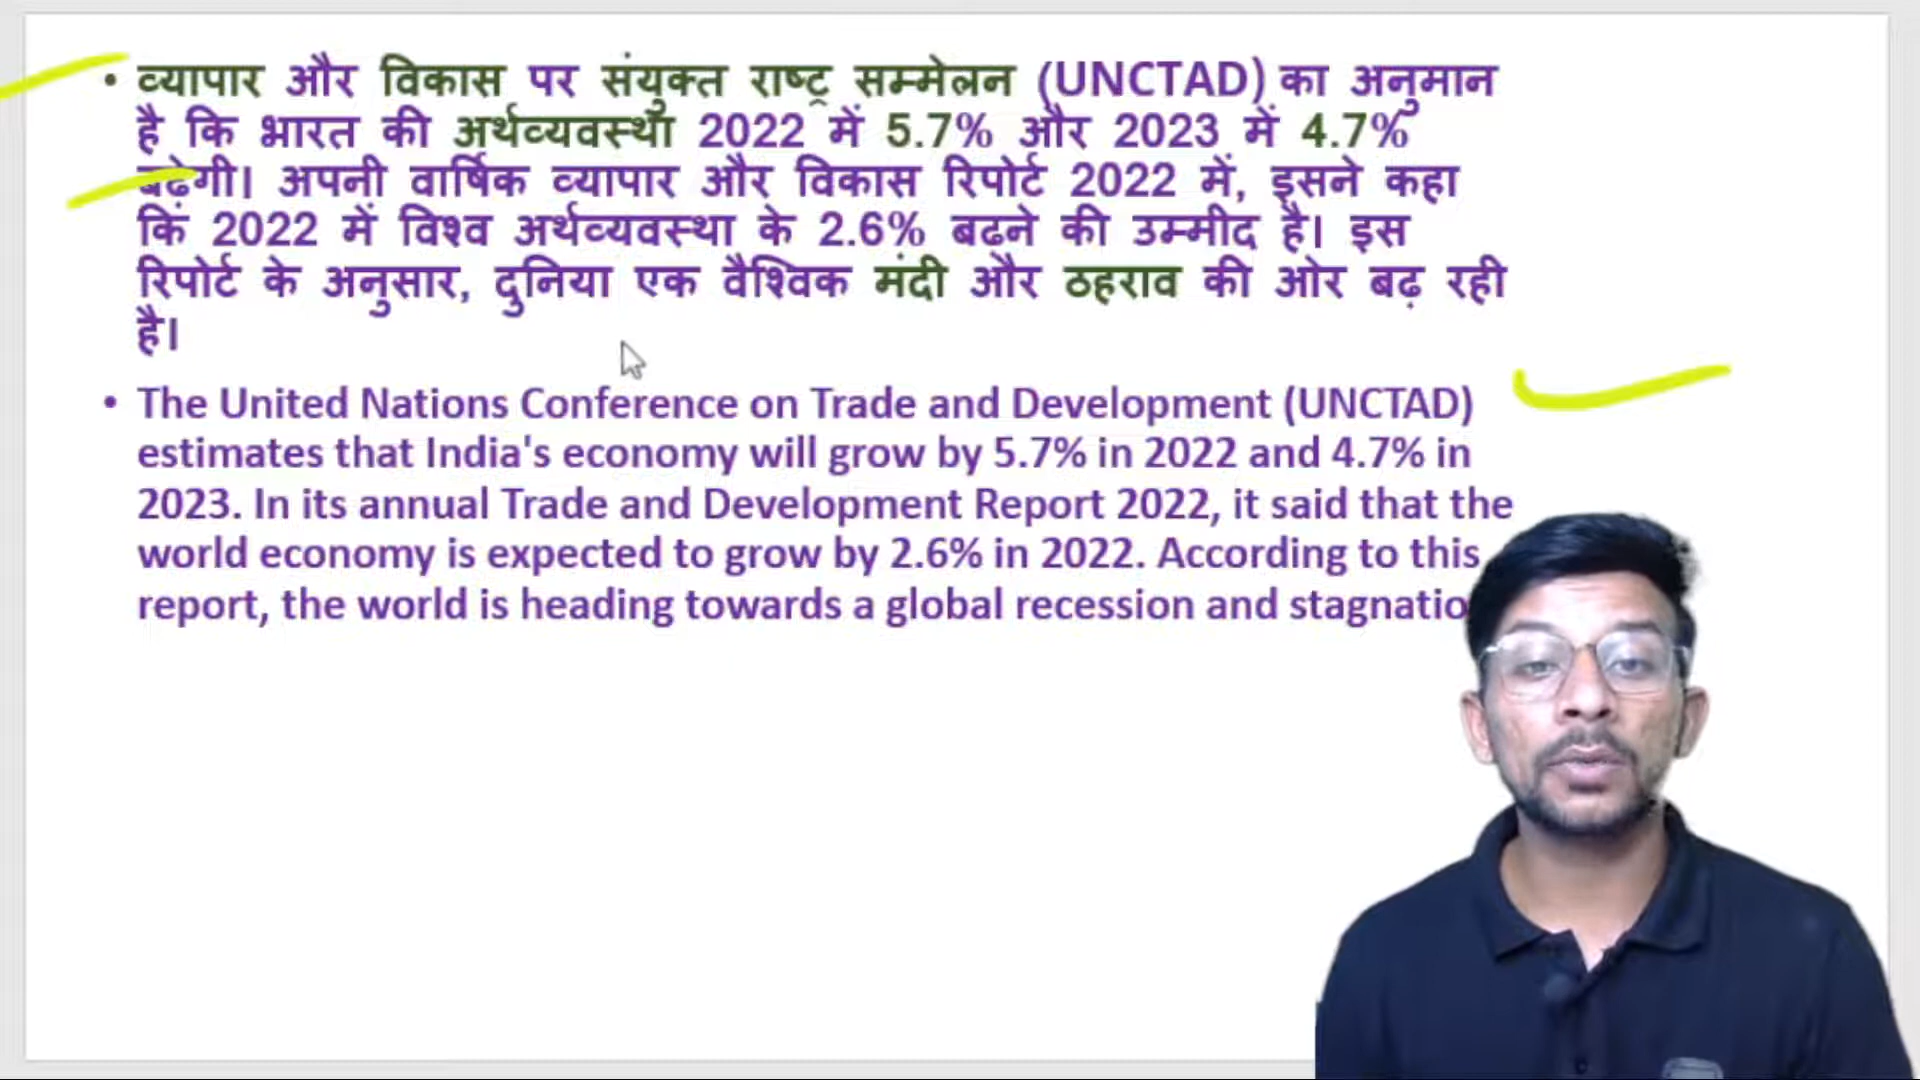 • व्यापार और विकास पर संयुक्त राष्ट्र सम्मेलन (UNCTAD) का अनुमान
है कि भारत की अर्थव्यवस्था 2022 में 5.7% और 2023 में 4.7%
बढ़ेगी। अपनी वार्षिक व्यापार और विकास रिपोर्ट 2022 में, इसने कहा
कि 2022 में विश्व अर्थव्यवस्था के 2.6% बढ़ने की उम्मीद है। इस
रिपोर्ट के अनुसार, दुनिया एक वैश्विक मंदी और ठहराव की ओर बढ़ रही
है।
• The United Nations Conference on Trade and Development (UNCTAD)
estimates that India's economy will grow by 5.7% in 2022 and 4.7% in
2023. In its annual Trade and Development Report 2022, it said that the
world economy is expected to grow by 2.6% in 2022. According to this
report, the world is heading towards a global recession and stagnatio